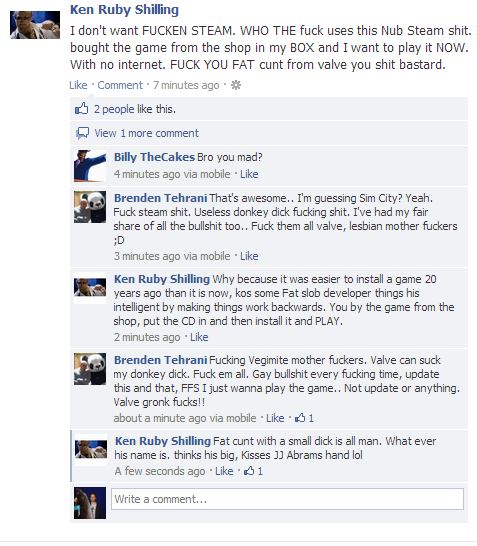 Ken Ruby Shilling
I don't want FUCKEN STEAM. WHO THE fuck uses this Nub Steam shit.
bought the game from the shop in my BOX and I want to play it NOW.
With no internet. FUCK YOU FAT cunt from valve you shit bastard.
Like · Comment · 7 minutes ago ·
2 people like this.
View 1 more comment
Billy TheCakes Bro you mad?
4 minutes ago via mobile · Like
Brenden Tehrani That's awesome.. I'm guessing Sim City? Yeah.
Fuck steam shit. Useless donkey dick fucking shit. I've had my fair
share of all the bullshit too.. Fuck them all valve, lesbian mother fuckers
;D
3 minutes ago via mobile · Like
Ken Ruby Shilling Why because it was easier to install a game 20
years ago than it is now, kos some Fat slob developer things his
intelligent by making things work backwards. You by the game from the
shop, put the CD in and then install it and PLAY.
2 minutes ago · Like
Brenden Tehrani Fucking Vegimite mother fuckers. Valve can suck
my donkey dick. Fuck em all. Gay bullshit every fucking time, update
this and that, FFS I just wanna play the game.. Not update or anything.
Valve gronk fucks!!
about a minute ago via mobile · Like · 1
Ken Ruby Shilling Fat cunt with a small dick is all man. What ever
his name is. thinks his big, Kisses JJ Abrams hand lol
A few seconds ago · Like · 1
Write a comment...